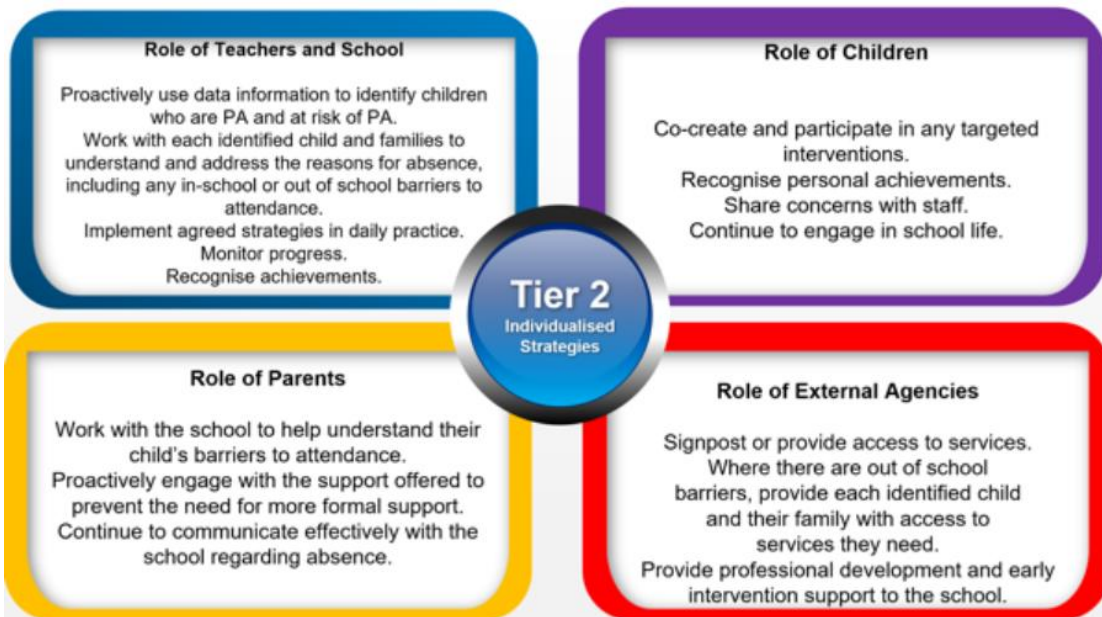 Role of Teachers and School
Proactively use data information to identify children
who are PA and at risk of PA.
Work with each identified child and families to
understand and address the reasons for absence,
including any in-school or out of school barriers to
attendance.
Implement agreed strategies in daily practice.
Monitor progress.
Recognise achievements.
Role of Children
Co-create and participate in any targeted
interventions.
Recognise personal achievements.
Share concerns with staff.
Continue to engage in school life.
Tier 2
Individualised
Strategies
Role of Parents
Work with the school to help understand their
child's barriers to attendance.
Proactively engage with the support offered to
prevent the need for more formal support.
Continue to communicate effectively with the
school regarding absence.
Role of External Agencies
Signpost or provide access to services.
Where there are out of school
barriers, provide each identified child
and their family with access to
services they need.
Provide professional development and early
intervention support to the school.